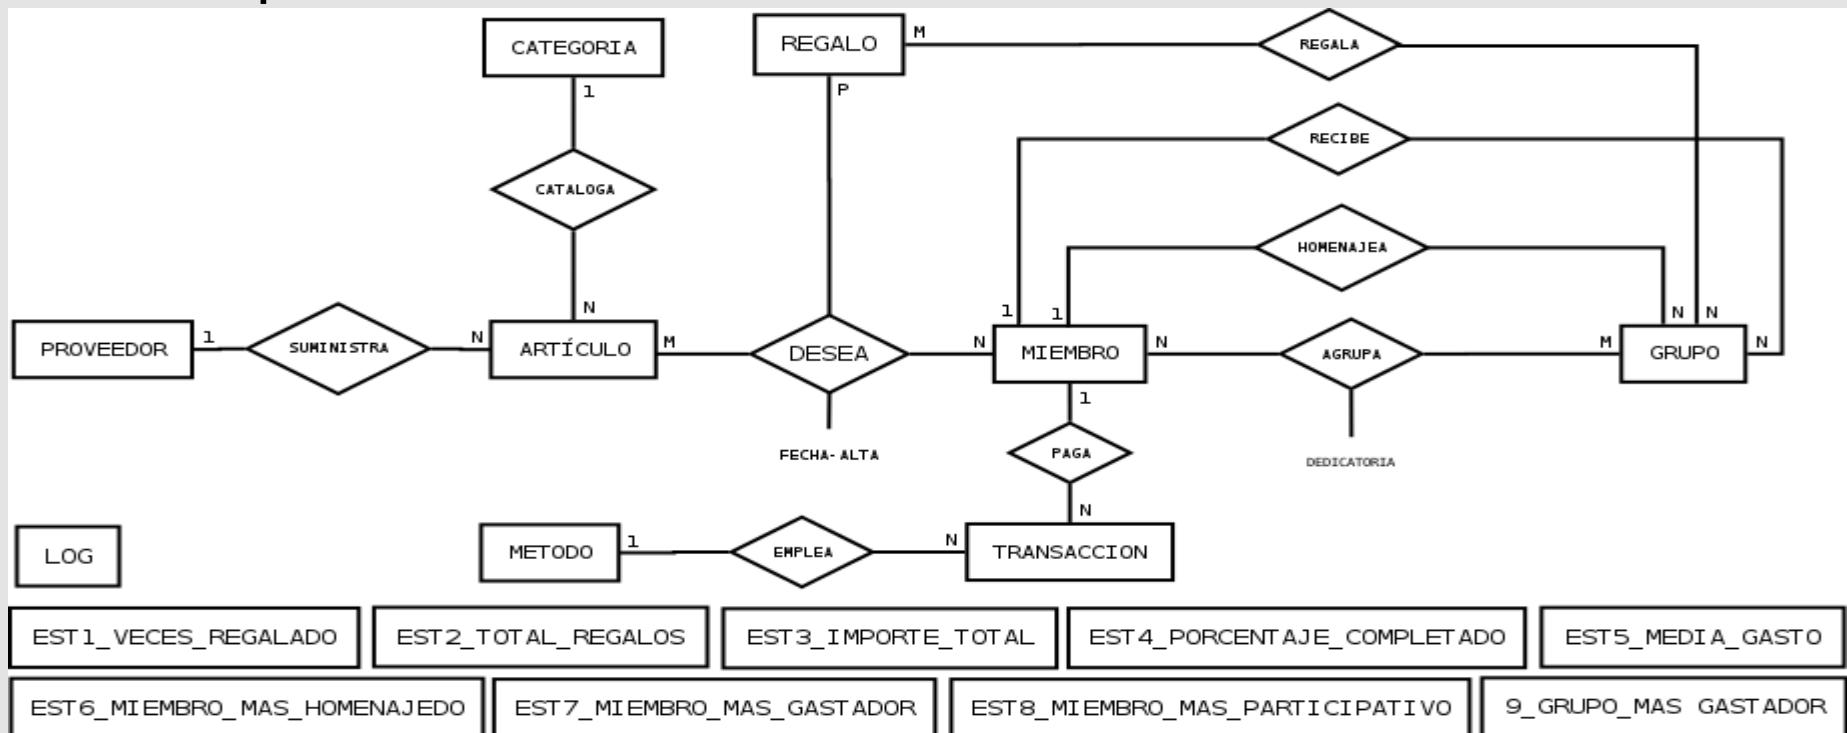 CATEGORIA
REGALO
M
REGALA
1
P
RECIBE
CATALOGA
HOMENAJEA
N
1
1
N
N
PROVEEDOR
1
SUMINISTRA
N
ARTÍCULO
M
DESEA
N
MIEMBRO
N
AGRUPA
M
GRUPO
N
1
FECHA-ALTA
PAGA
DEDICATORIA
N
LOG
METODO
1
EMPLEA
N
TRANSACCION
EST1_VECES_REGALADO
EST2_TOTAL_REGALOS
EST3_IMPORTE_TOTAL
EST4_PORCENTAJE_COMPLETADO
EST5_MEDIA_GASTO
EST6_MIEMBRO_MAS_HOMENAJEDO
EST7_MIEMBRO_MAS_GASTADOR
EST8_MIEMBRO_MAS_PARTICIPATIVO
9_GRUPO_MAS GASTADOR